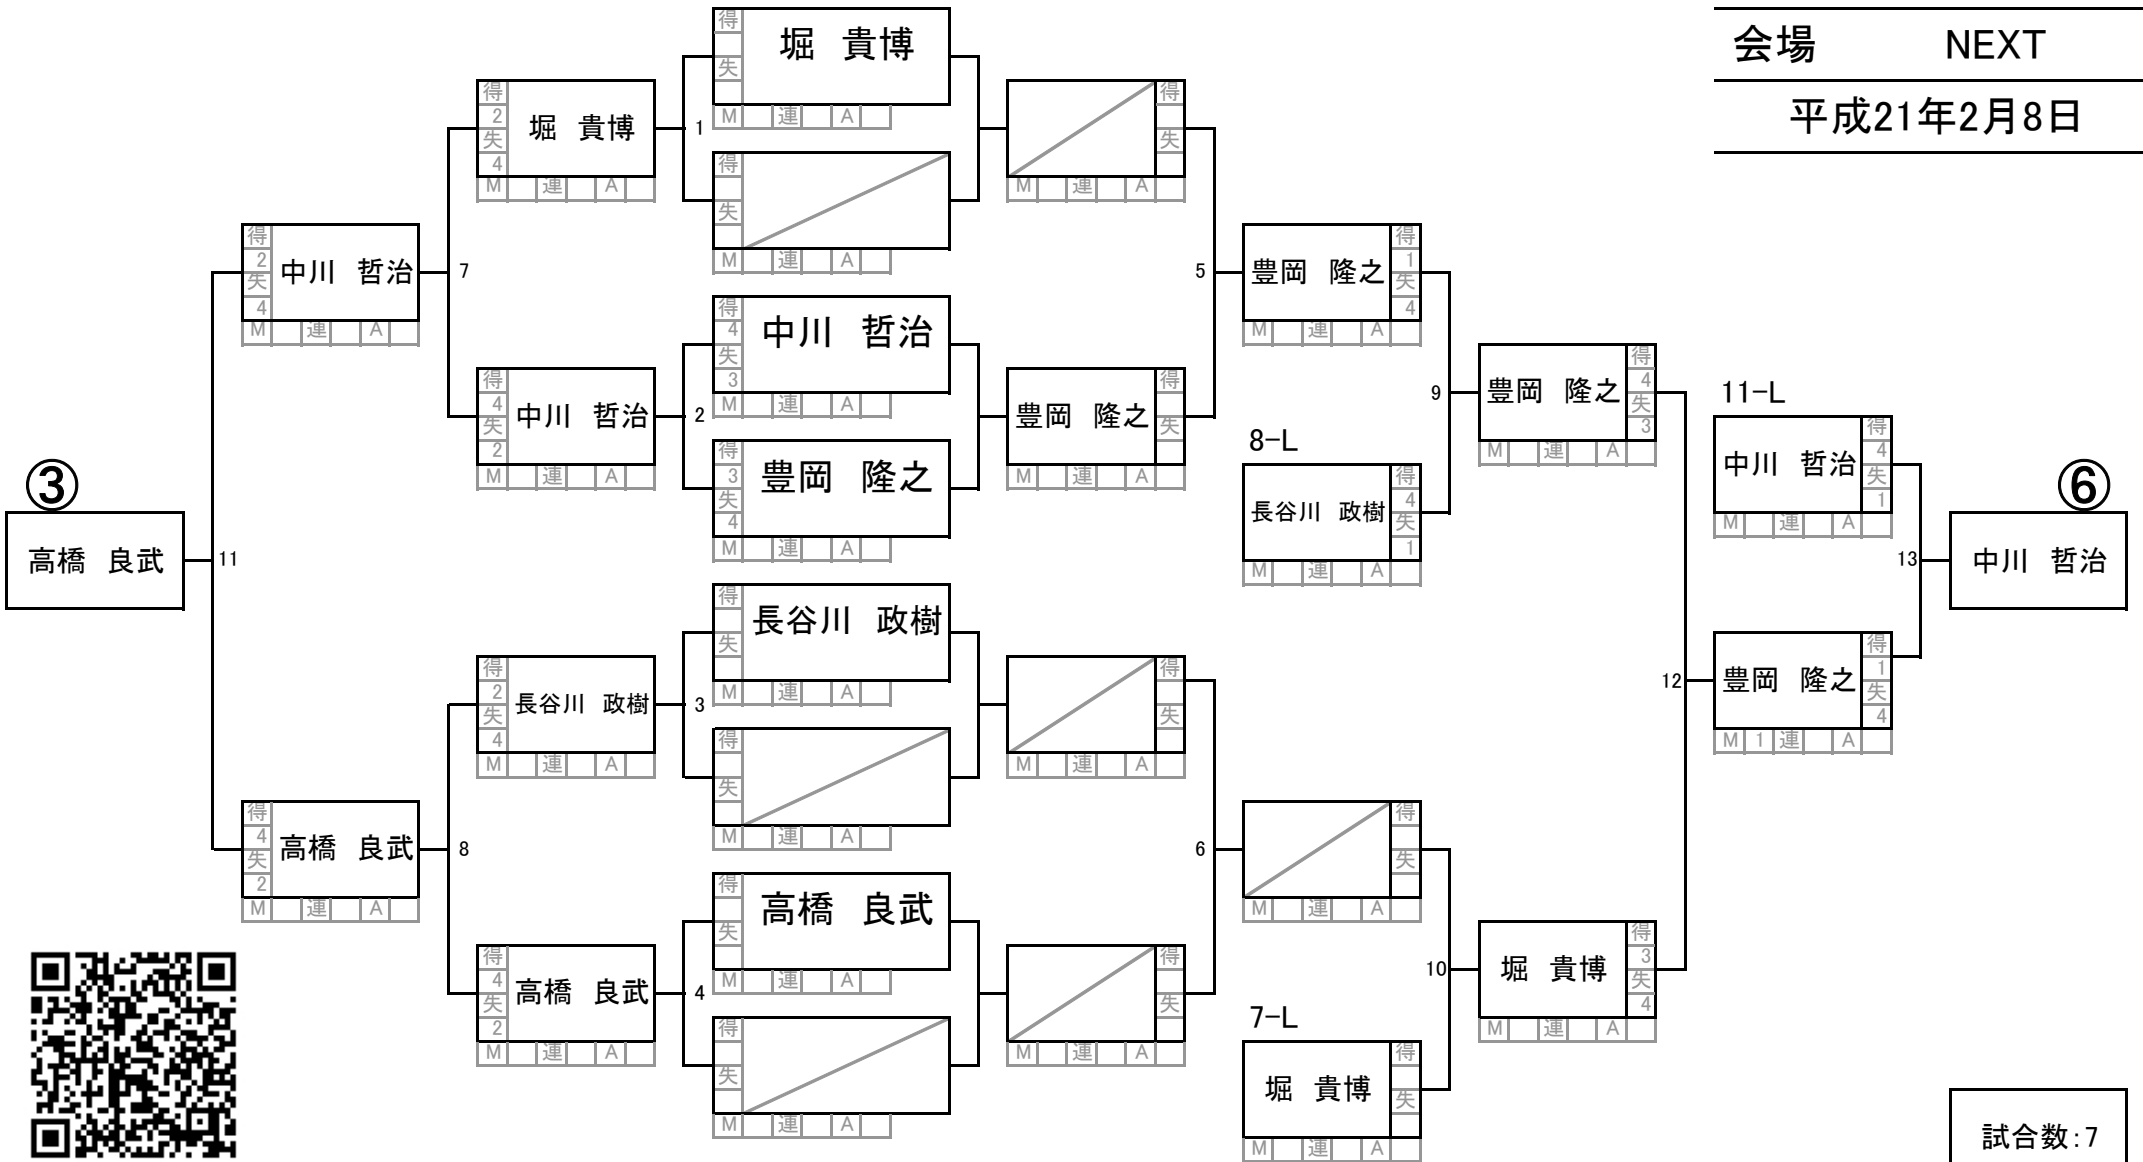 会場 NEXT
平成21年2月8日
③
高橋 良武
11
得 2 失 4
中川 哲治
M 連 A
得 4 失 2
高橋 良武
M 連 A
7
8
得 2 失 4
堀 貴博
M 連 A
得 4 失 2
中川 哲治
M 連 A
得 2 失 4
長谷川 政樹
M 連 A
得 4 失 2
高橋 良武
M 連 A
1
2
3
4
得 失
堀 貴博
M 連 A
得 失
M 連 A
得 4 失 3
中川 哲治
M 連 A
得 3 失 4
豊岡 隆之
M 連 A
得 失
長谷川 政樹
M 連 A
得 失
M 連 A
得 失
高橋 良武
M 連 A
得 失
M 連 A
得 失
M 連 A
豊岡 隆之
得 失
M 連 A
得 失
M 連 A
得 失
M 連 A
5
6
豊岡 隆之
得 1 失 4
M 連 A
8-L
長谷川 政樹
得 4 失 1
M 連 A
得 失
M 連 A
7-L
堀 貴博
得 失
M 連 A
9
10
豊岡 隆之
得 4 失 3
M 連 A
堀 貴博
得 3 失 4
M 連 A
12
11-L
中川 哲治
得 4 失 1
M 連 A
豊岡 隆之
得 1 失 4
M 1 連 A
13
⑥
中川 哲治
試合数:7